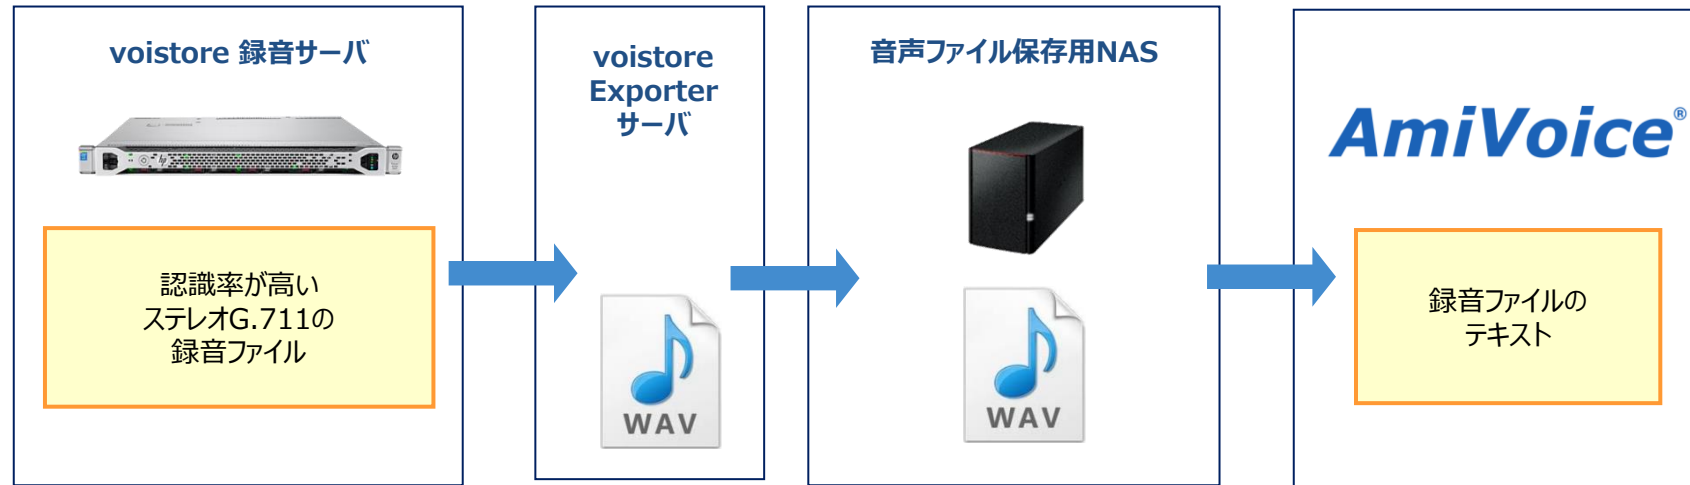 voistore 録音サーバ
認識率が高い
ステレオG.711の
録音ファイル
voistore
Exporter
サーバ
WAV
音声ファイル保存用NAS
WAV
AmiVoice®
録音ファイルの
テキスト